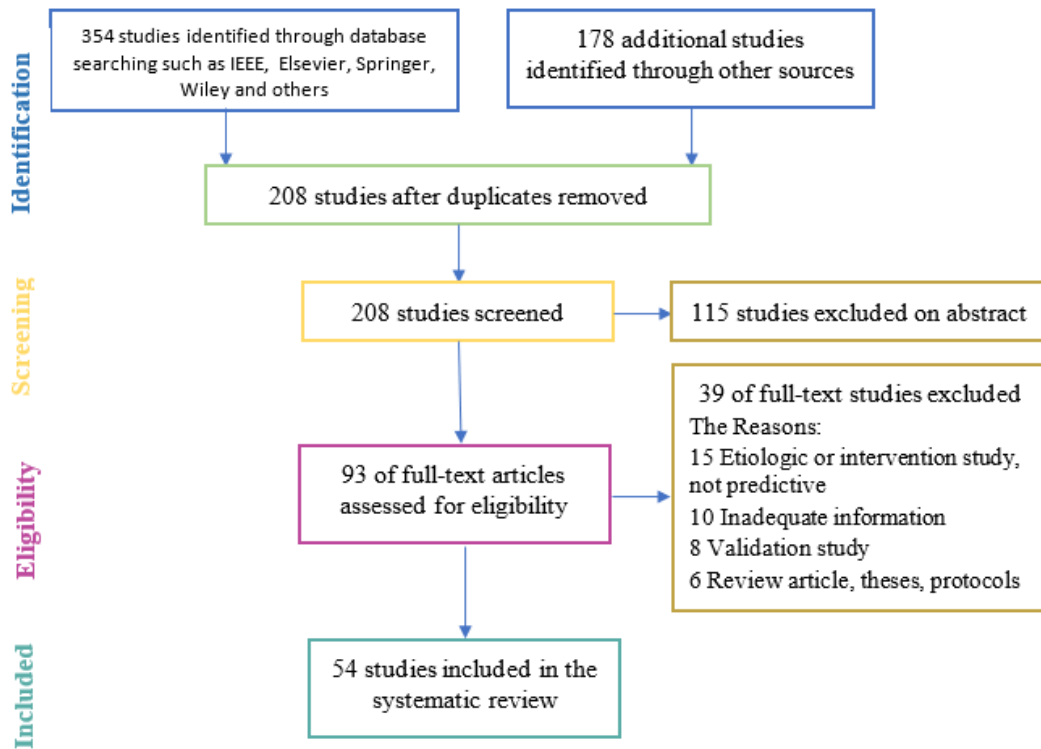 Identification
354 studies identified through database
searching such as IEEE, Elsevier, Springer,
Wiley and others
178 additional studies
identified through other sources
208 studies after duplicates removed
Screening
208 studies screened
115 studies excluded on abstract
Eligibility
93 of full-text articles
assessed for eligibility
39 of full-text studies excluded
The Reasons:
15 Etiologic or intervention study,
not predictive
10 Inadequate information
8 Validation study
6 Review article, theses, protocols
Included
54 studies included in the
systematic review